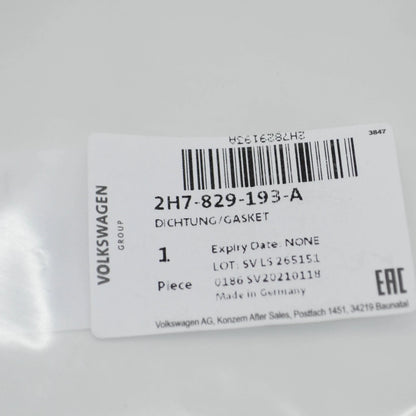 3847
2H7829193A
2H7-829-193-A
DICHTUNG/GASKET
VOLKSWAGEN
GROUP
1
Piece
Expiry Date: NONE
LOT: SV LS 265151
0186 SV20210118
Made in Germany
EAC
Volkswagen AG, Konzern After Sales, Postfach 1451, 34219 Baunatal